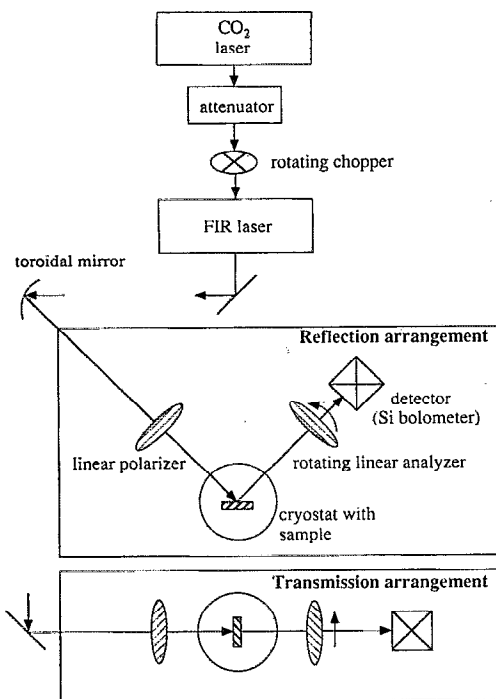 CO2
laser
attenuator
rotating chopper
FIR laser
toroidal mirror
Reflection arrangement
detector
(Si bolometer)
linear polarizer
rotating linear analyzer
cryostat with
sample
Transmission arrangement